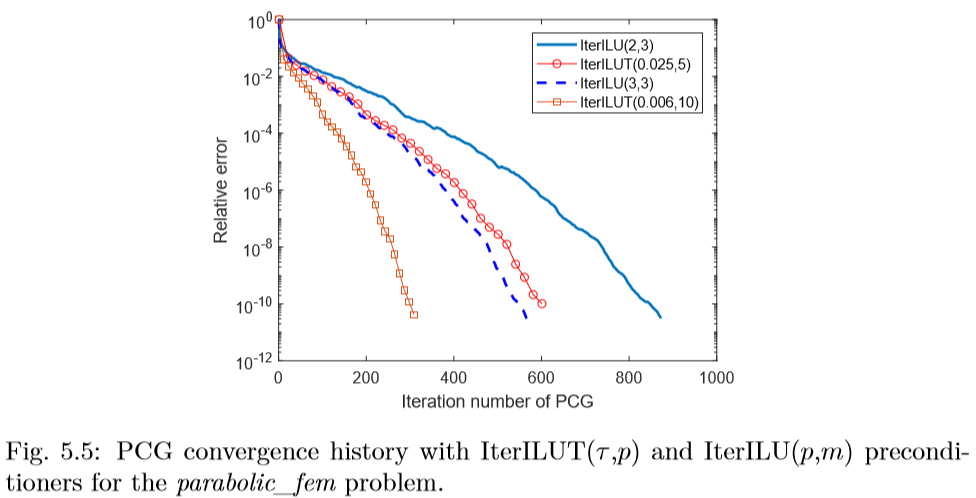 10^0
10^-2
10^-4
10^-6
10^-8
10^-10
10^-12
Relative error
IterILU(2,3)
IterILUT(0.025,5)
IterILU(3,3)
IterILUT(0.006,10)
0 200 400 600 800 1000
Iteration number of PCG
Fig. 5.5: PCG convergence history with IterILUT(τ,p) and IterILU(p,m) precondi-
tioners for the parabolic_fem problem.